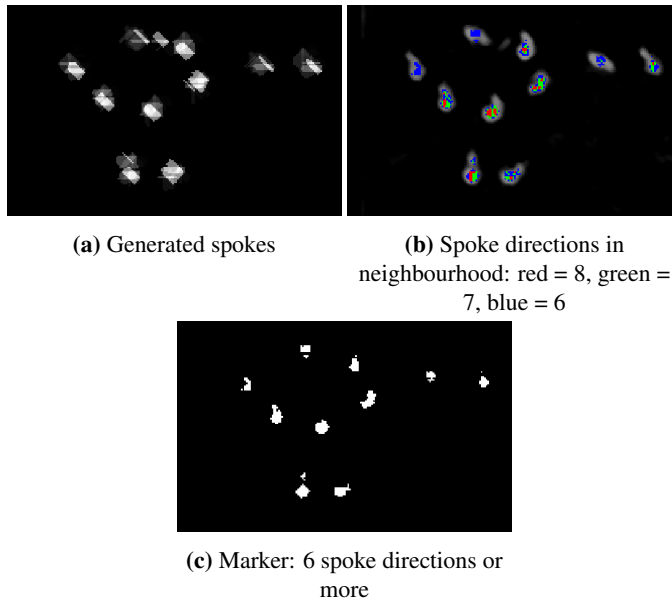 (a) Generated spokes
(b) Spoke directions in
neighbourhood: red = 8, green =
7, blue = 6
(c) Marker: 6 spoke directions or
more